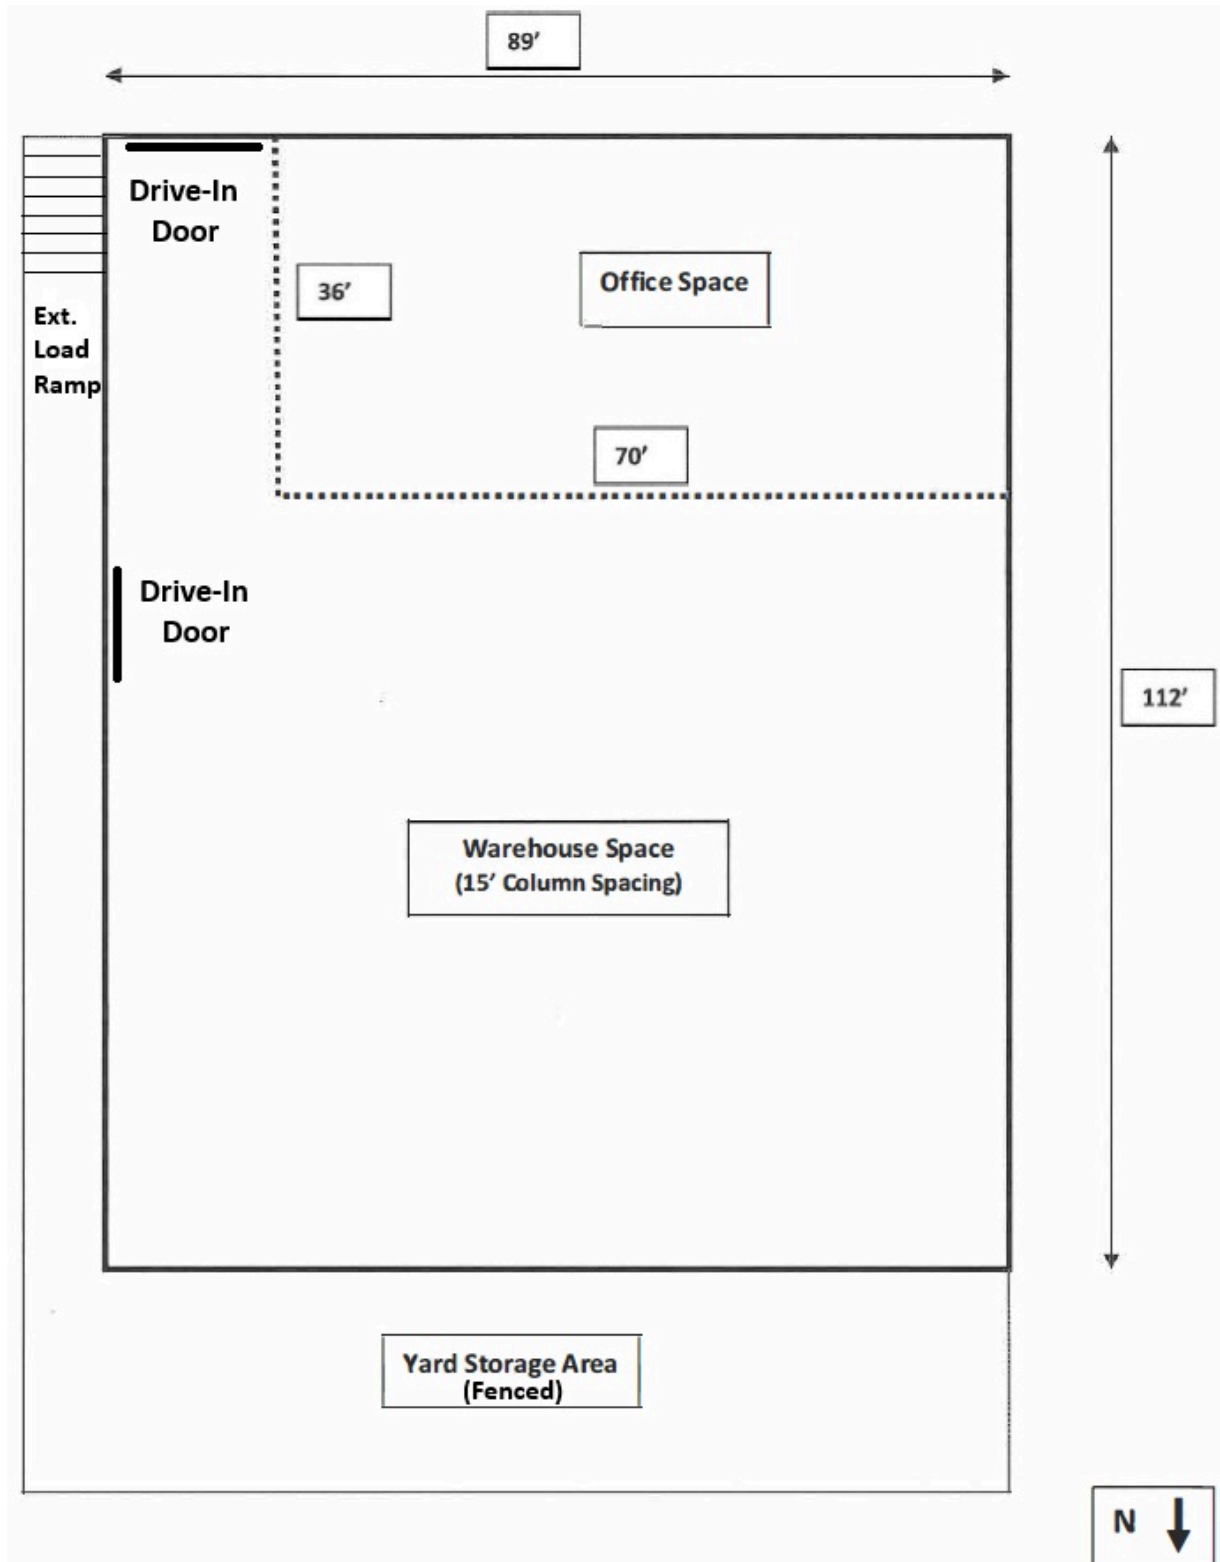 89’
Drive-In
Door
36’
Office Space
Ext.
Load
Ramp
70’
Drive-In
Door
112’
Warehouse Space
(15’ Column Spacing)
Yard Storage Area
(Fenced)
N